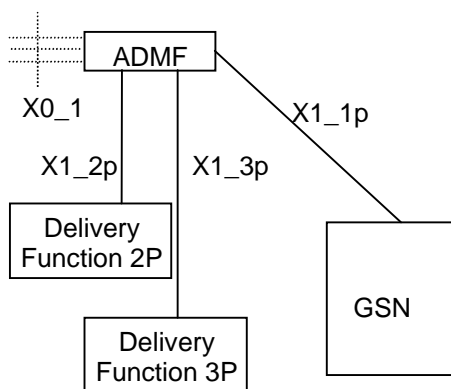 ADMF
X0_1
X1_1p
X1_2p
X1_3p
Delivery
Function 2P
GSN
Delivery
Function 3P